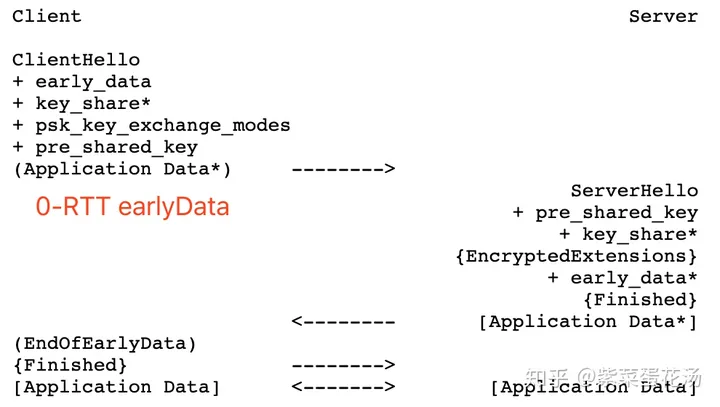 Client Server
ClientHello
+ early_data
+ key_share*
+ psk_key_exchange_modes
+ pre_shared_key
(Application Data*) -------->
0-RTT earlyData
ServerHello
+ pre_shared_key
+ key_share*
{EncryptedExtensions}
+ early_data*
{Finished}
<-------- [Application Data*]
(EndOfEarlyData)
{Finished} -------->
[Application Data] <-------> [Application Data]
知乎 @紫菜蛋花汤